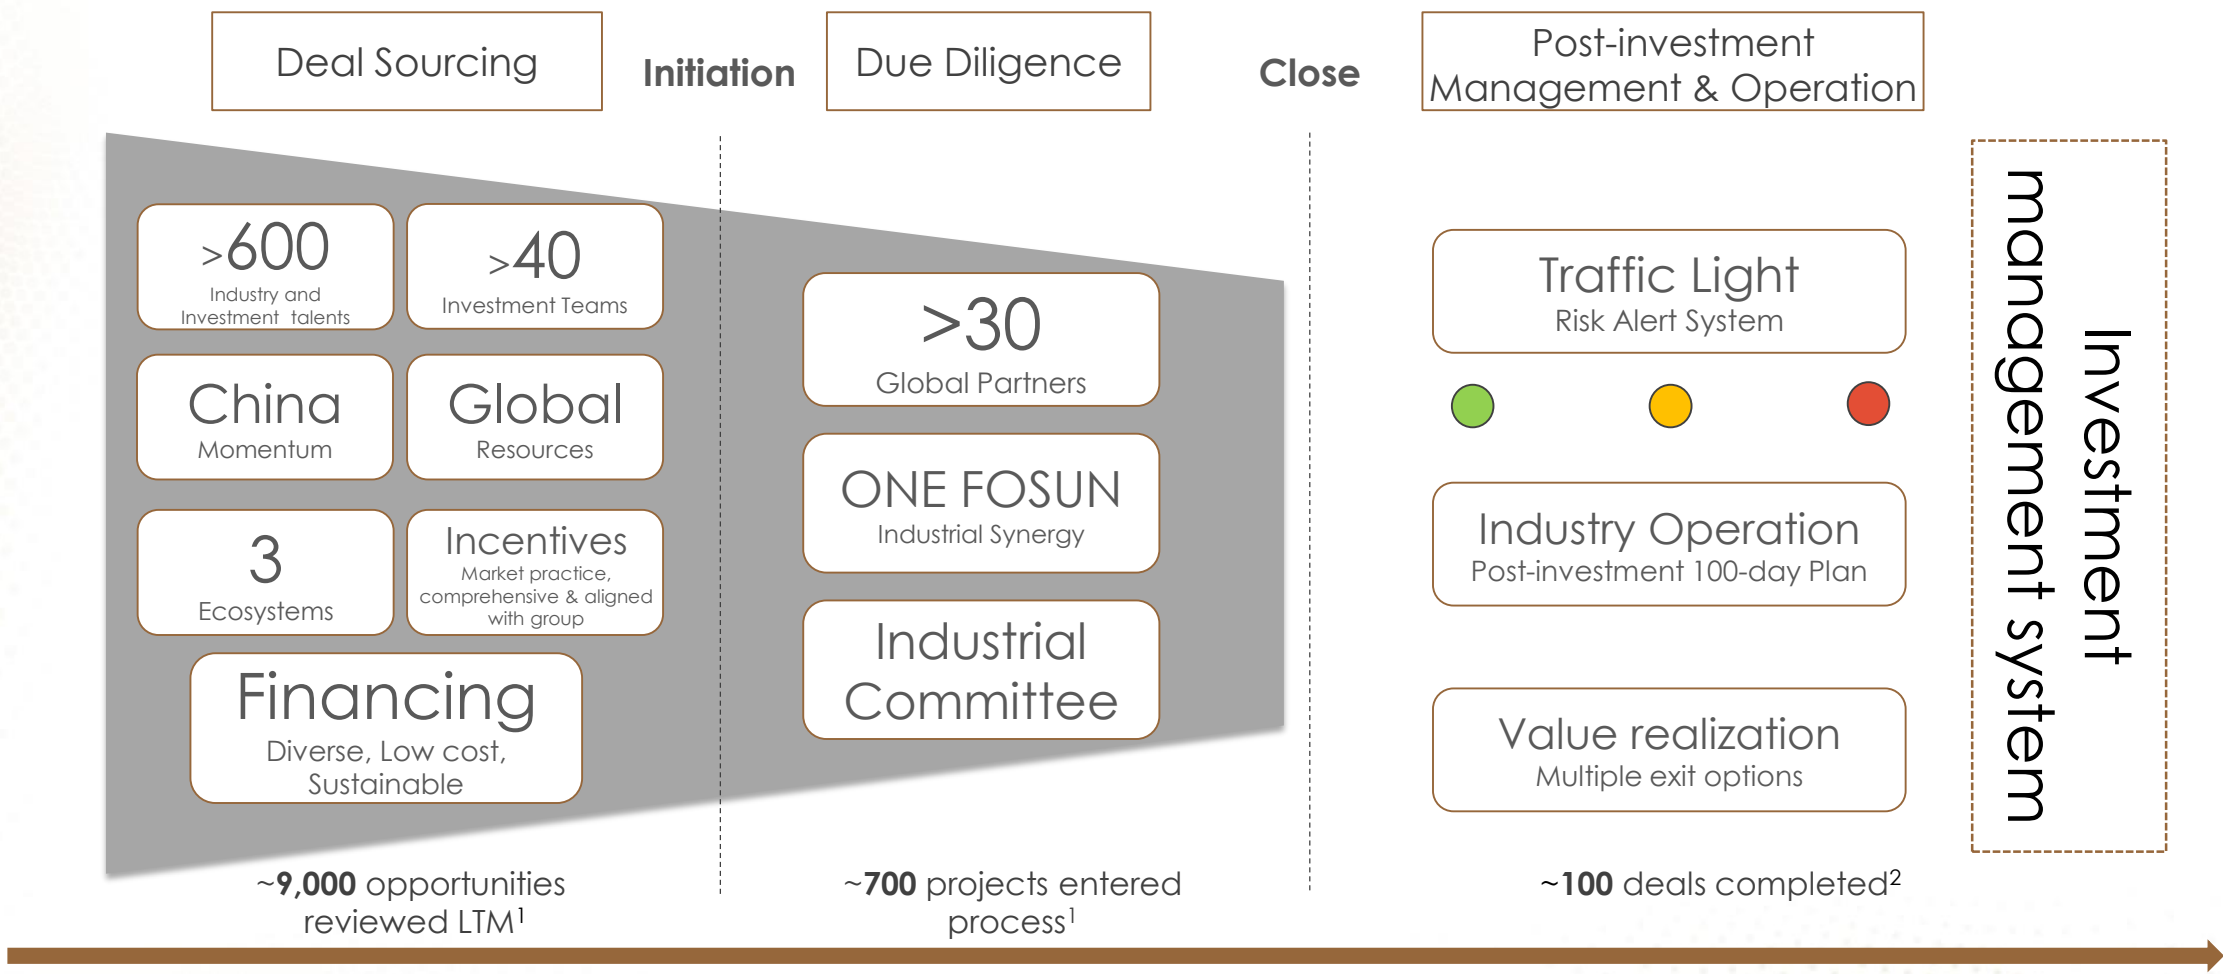 Deal Sourcing
Initiation
Due Diligence
Close
Post-investment
Management & Operation
>600
Industry and
Investment talents
>40
Investment Teams
China
Momentum
Global
Resources
3
Ecosystems
Incentives
Market practice,
comprehensive & aligned
with group
Financing
Diverse, Low cost,
Sustainable
~9,000 opportunities
reviewed LTM¹
>30
Global Partners
ONE FOSUN
Industrial Synergy
Industrial
Committee
~700 projects entered
process¹
Traffic Light
Risk Alert System
Industry Operation
Post-investment 100-day Plan
Value realization
Multiple exit options
~100 deals completed²
Investment
management system